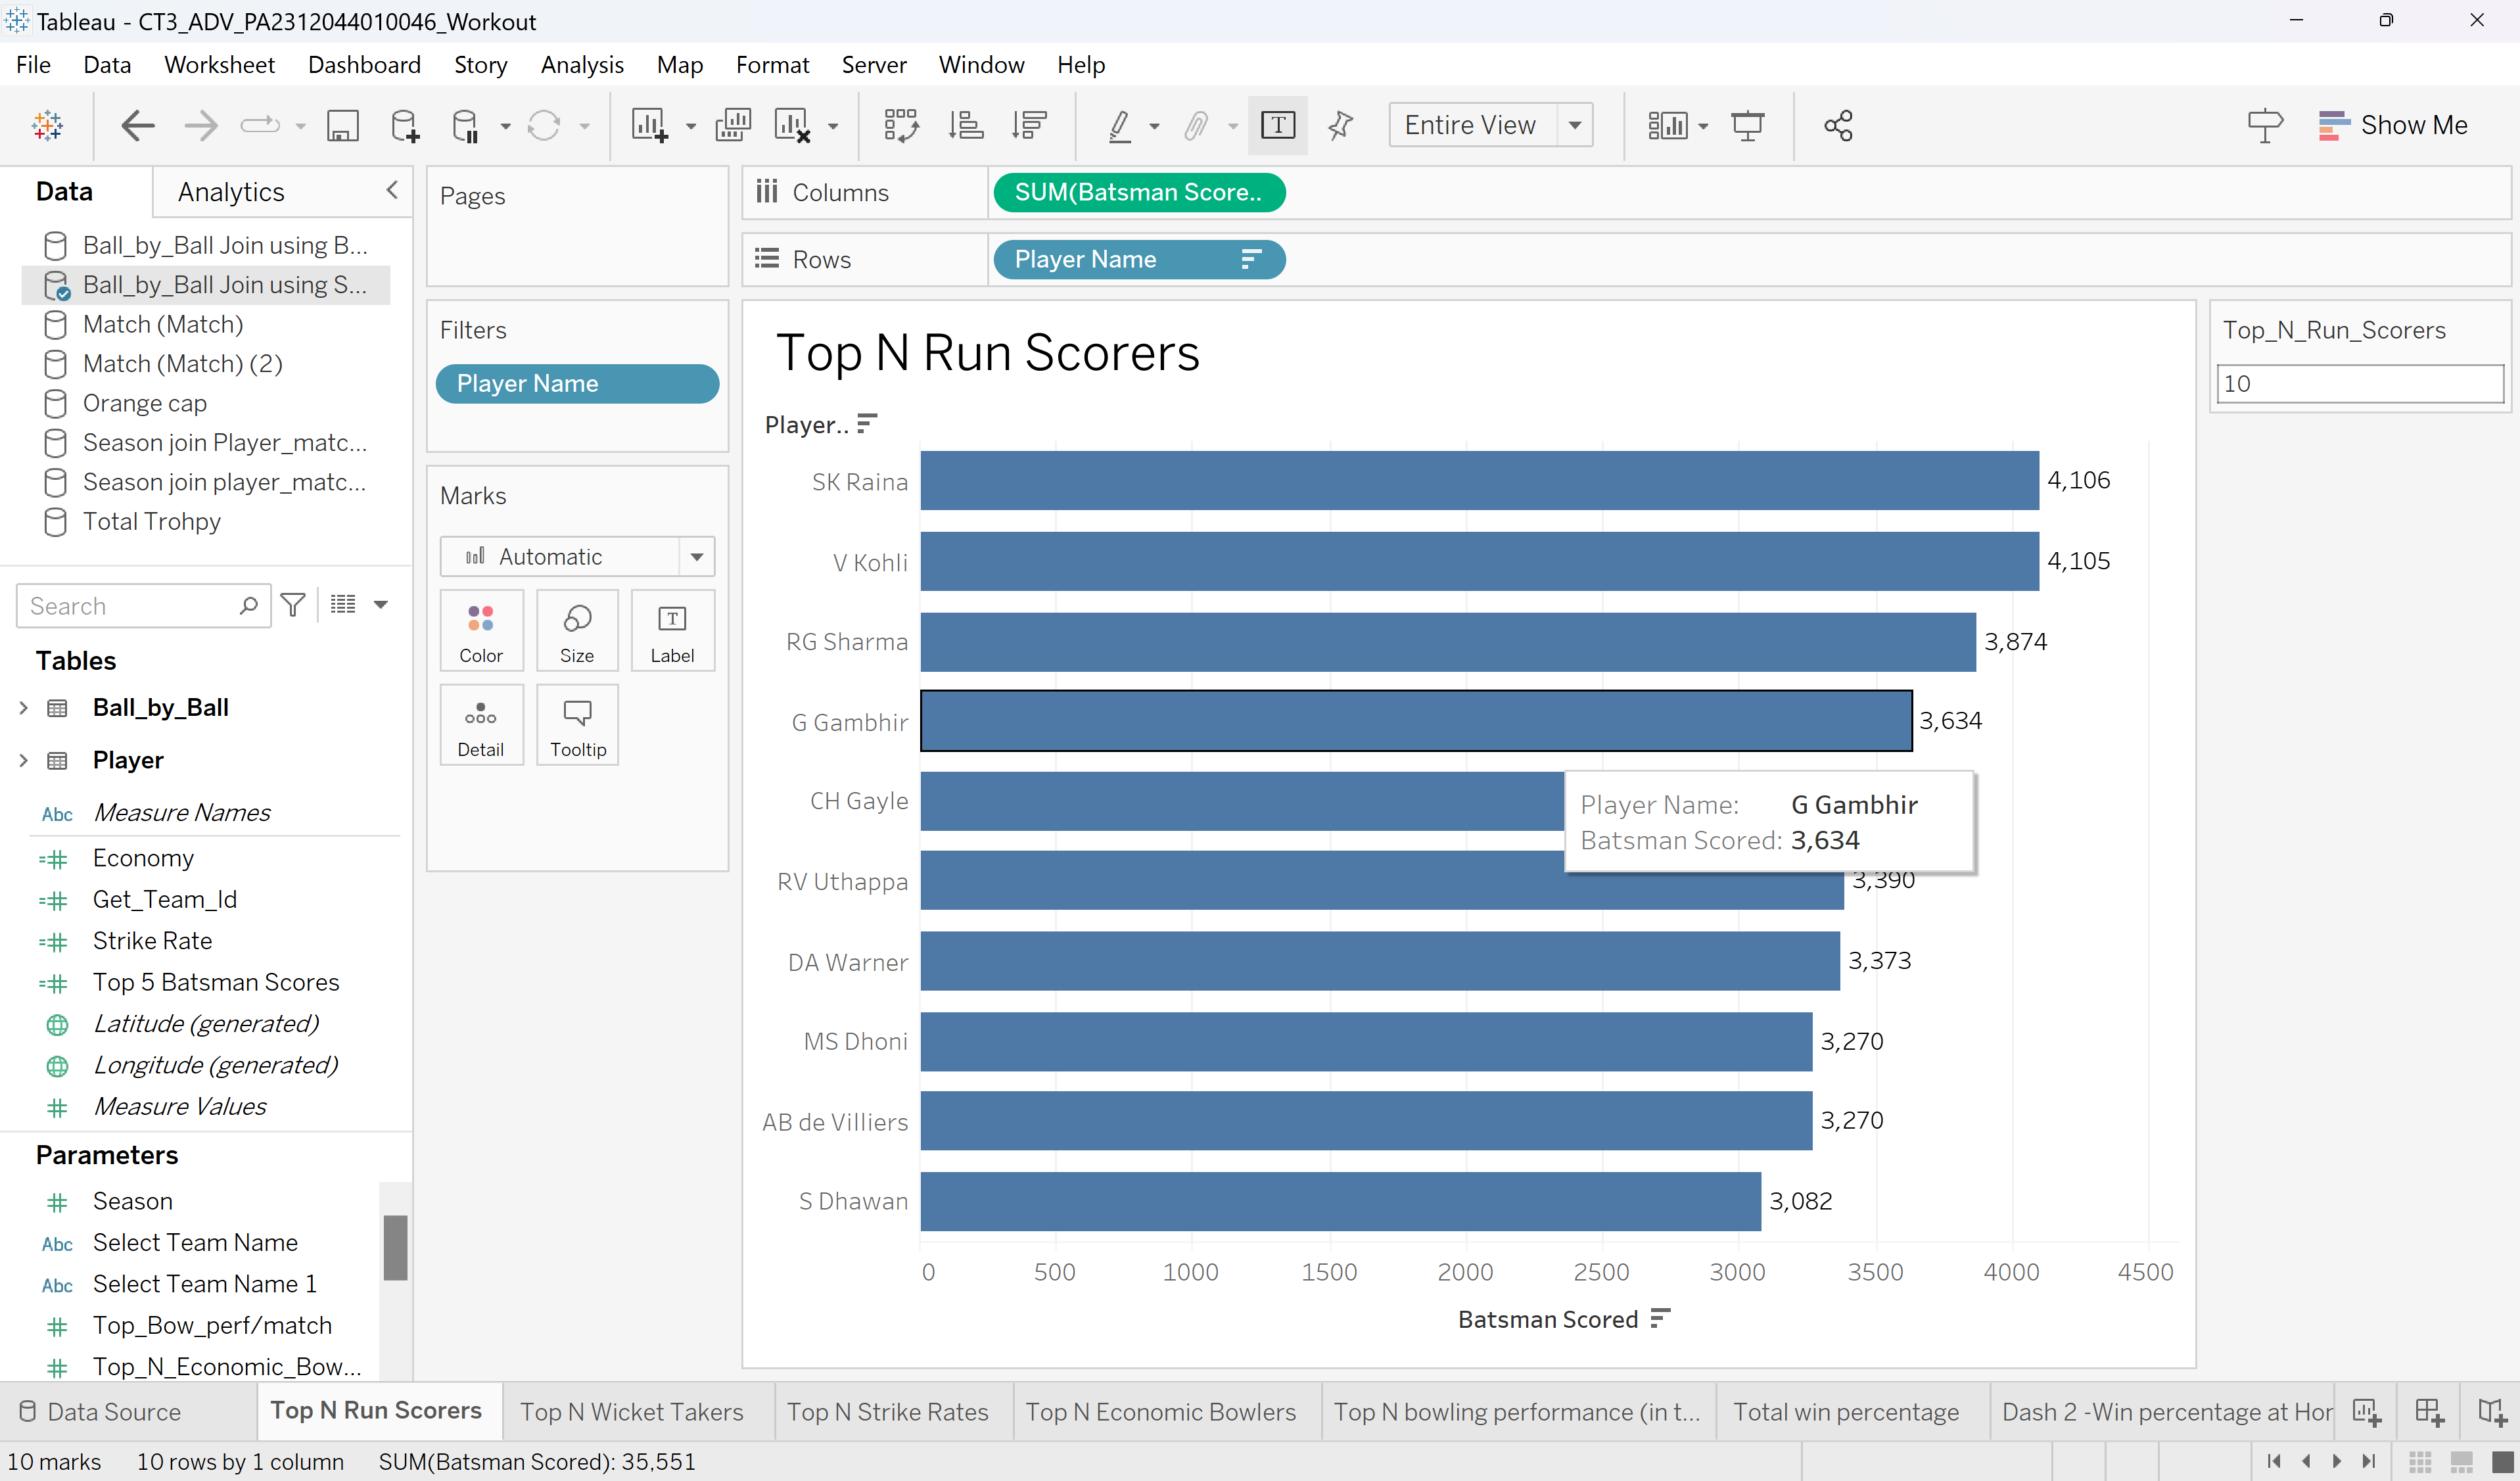 Tableau - CT3_ADV_PA2312044010046_Workout
File Data Worksheet Dashboard Story Analysis Map Format Server Window Help
Entire View
Show Me
Data
Analytics
Ball_by_Ball Join using B...
Ball_by_Ball Join using S...
Match (Match)
Match (Match) (2)
Orange cap
Season join Player_matc...
Season join player_matc...
Total Trohpy
Search
Tables
Ball_by_Ball
Player
Abc Measure Names
Economy
Get_Team_Id
Strike Rate
Top 5 Batsman Scores
Latitude (generated)
Longitude (generated)
Measure Values
Parameters
Season
Abc Select Team Name
Abc Select Team Name 1
Top_Bow_perf/match
Top_N_Economic_Bow...
Pages
Filters
Player Name
Marks
Automatic
Color
Size
T
Label
Detail
Tooltip
Columns
SUM(Batsman Score..
Rows
Player Name
Top N Run Scorers
Player..
SK Raina 4,106
V Kohli 4,105
RG Sharma 3,874
G Gambhir 3,634
CH Gayle
Player Name: G Gambhir
Batsman Scored: 3,634
RV Uthappa 3,390
DA Warner 3,373
MS Dhoni 3,270
AB de Villiers 3,270
S Dhawan 3,082
0 500 1000 1500 2000 2500 3000 3500 4000 4500
Batsman Scored
Top_N_Run_Scorers
10
Data Source
Top N Run Scorers
Top N Wicket Takers
Top N Strike Rates
Top N Economic Bowlers
Top N bowling performance (in t...
Total win percentage
Dash 2 -Win percentage at Hor
10 marks 10 rows by 1 column SUM(Batsman Scored): 35,551